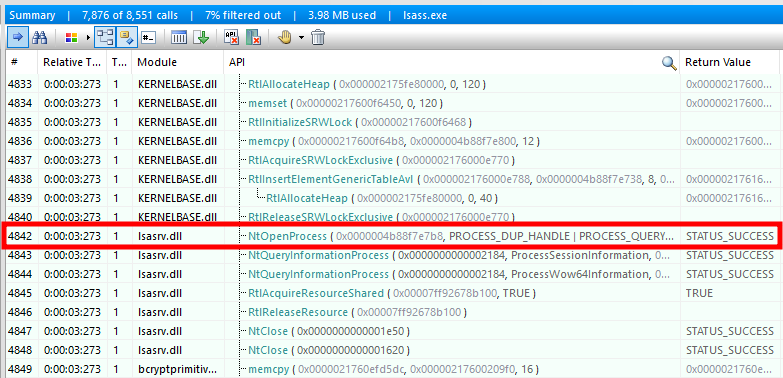 Summary | 7,876 of 8,551 calls | 7% filtered out | 3.98 MB used | lsass.exe
# Relative T... T... Module API Return Value
4833 0:00:03:273 1 KERNELBASE.dll RtlAllocateHeap ( 0x000002175fe80000, 0, 120 ) 0x0000021760...
4834 0:00:03:273 1 KERNELBASE.dll memset ( 0x00000217600f6450, 0, 120 ) 0x0000021760...
4835 0:00:03:273 1 KERNELBASE.dll RtlInitializeSRWLock ( 0x00000217600f6468 )
4836 0:00:03:273 1 KERNELBASE.dll memcpy ( 0x00000217600f64b8, 0x0000004b88f7e800, 12 ) 0x0000021760...
4837 0:00:03:273 1 KERNELBASE.dll RtlAcquireSRWLockExclusive ( 0x000002176000e770 )
4838 0:00:03:273 1 KERNELBASE.dll RtlInsertElementGenericTableAvl ( 0x000002176000e788, 0x0000004b88f7e738, 8, 0... 0x0000021760...
4839 0:00:03:273 1 KERNELBASE.dll RtlAllocateHeap ( 0x000002175fe80000, 0, 40 ) 0x0000021760...
4840 0:00:03:273 1 KERNELBASE.dll RtlReleaseSRWLockExclusive ( 0x000002176000e770 )
4842 0:00:03:273 1 lsasrv.dll NtOpenProcess ( 0x0000004b88f7e7b8, PROCESS_DUP_HANDLE | PROCESS_QUERY... STATUS_SUCCESS
4843 0:00:03:273 1 lsasrv.dll NtQueryInformationProcess ( 0x0000000000002184, ProcessSessionInformation, 0... STATUS_SUCCESS
4844 0:00:03:273 1 lsasrv.dll NtQueryInformationProcess ( 0x0000000000002184, ProcessWow64Information, 0... STATUS_SUCCESS
4845 0:00:03:273 1 lsasrv.dll RtlAcquireResourceShared ( 0x00007ff92678b100, TRUE ) TRUE
4846 0:00:03:273 1 lsasrv.dll RtlReleaseResource ( 0x00007ff92678b100 )
4847 0:00:03:273 1 lsasrv.dll NtClose ( 0x0000000000001e50 ) STATUS_SUCCESS
4848 0:00:03:273 1 lsasrv.dll NtClose ( 0x0000000000001620 ) STATUS_SUCCESS
4849 0:00:03:273 1 bcryptprimitiv... memcpy ( 0x0000021760efd5dc, 0x00000217600209f0, 16 ) 0x0000021760e...